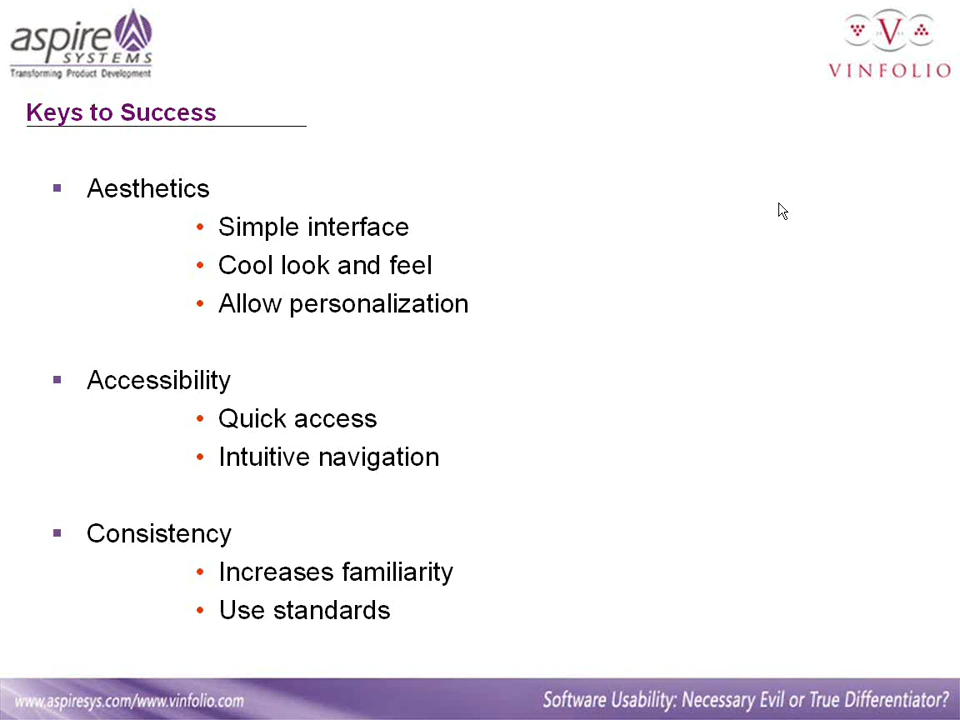 aspire
SYSTEMS
Transforming Product Development
V
VINFOLIO
Keys to Success
Aesthetics
• Simple interface
• Cool look and feel
• Allow personalization
Accessibility
• Quick access
• Intuitive navigation
Consistency
• Increases familiarity
• Use standards
www.aspiresys.com/www.vinfolio.com
Software Usability: Necessary Evil or True Differentiator?